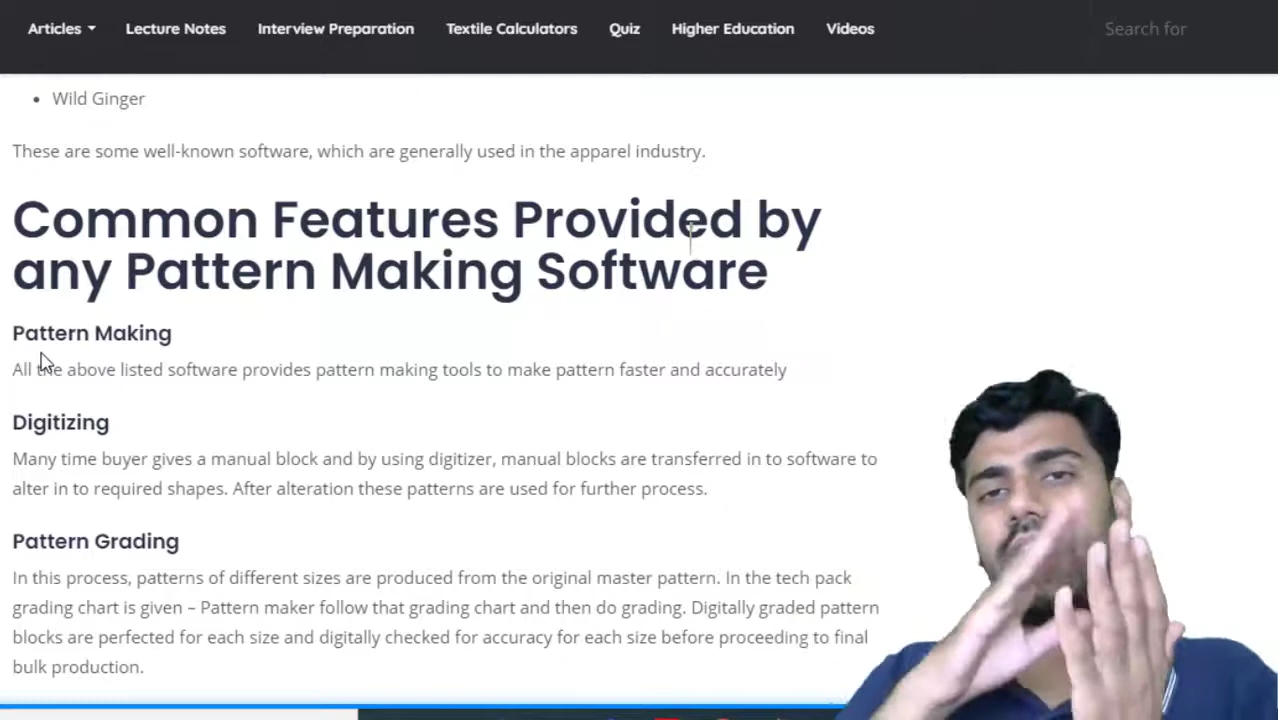 Articles Lecture Notes Interview Preparation Textile Calculators Quiz Higher Education Videos Search for
• Wild Ginger
These are some well-known software, which are generally used in the apparel industry.
Common Features Provided by
any Pattern Making Software
Pattern Making
All the above listed software provides pattern making tools to make pattern faster and accurately
Digitizing
Many time buyer gives a manual block and by using digitizer, manual blocks are transferred in to software to
alter in to required shapes. After alteration these patterns are used for further process.
Pattern Grading
In this process, patterns of different sizes are produced from the original master pattern. In the tech pack
grading chart is given – Pattern maker follow that grading chart and then do grading. Digitally graded pattern
blocks are perfected for each size and digitally checked for accuracy for each size before proceeding to final
bulk production.